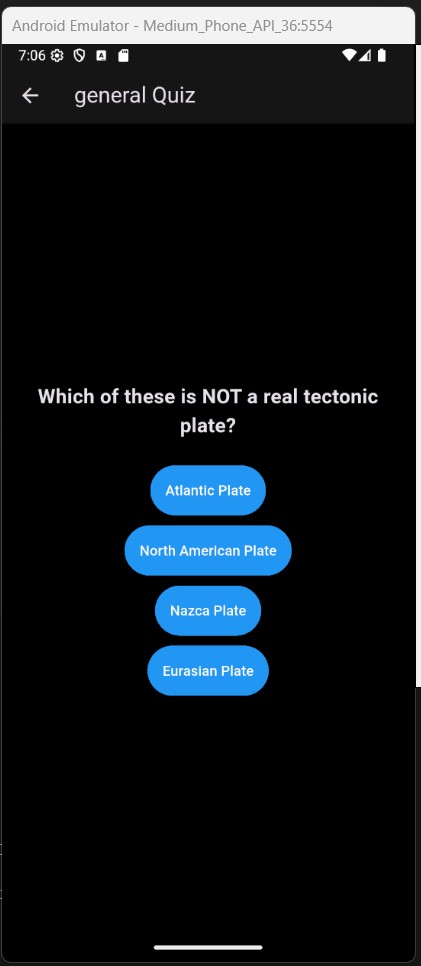 Android Emulator - Medium_Phone_API_36:5554
7:06
general Quiz
Which of these is NOT a real tectonic
plate?
Atlantic Plate
North American Plate
Nazca Plate
Eurasian Plate